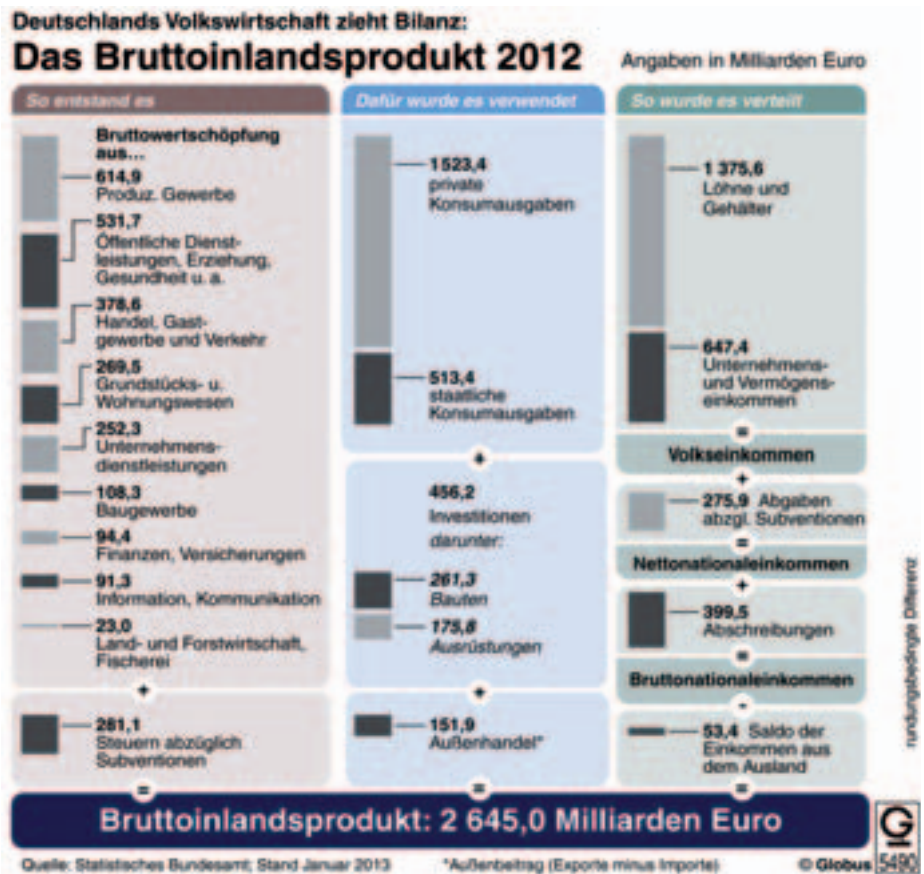 Deutschlands Volkswirtschaft zieht Bilanz:
Das Bruttoinlandsprodukt 2012
Angaben in Milliarden Euro
So entstand es
Bruttowertschöpfung
aus...
614,9
Produz. Gewerbe
531,7
Öffentliche Dienst-
leistungen, Erziehung,
Gesundheit u. a.
378,6
Handel, Gast-
gewerbe und Verkehr
269,5
Grundstücks- u.
Wohnungswesen
252,3
Unternehmens-
dienstleistungen
108,3
Baugewerbe
94,4
Finanzen, Versicherungen
91,3
Information, Kommunikation
23,0
Land- und Forstwirtschaft,
Fischerei
+
281,1
Steuern abzüglich
Subventionen
=
Dafür wurde es verwendet
1 523,4
private
Konsumausgaben
513,4
staatliche
Konsumausgaben
+
456,2
Investitionen
darunter:
261,3
Bauten
175,8
Ausrüstungen
+
151,9
Außenhandel*
=
So wurde es verteilt
1 375,6
Löhne und
Gehälter
647,4
Unternehmens-
und Vermögens-
einkommen
=
Volkseinkommen
+
275,9 Abgaben
abzgl. Subventionen
=
Nettonationaleinkommen
+
399,5
Abschreibungen
=
Bruttonationaleinkommen
-
53,4 Saldo der
Einkommen aus
dem Ausland
=
Bruttoinlandsprodukt: 2 645,0 Milliarden Euro
rundungsbedingte Differenz
Quelle: Statistisches Bundesamt; Stand Januar 2013
*Außenbeitrag (Exporte minus Importe)
© Globus
G
5490